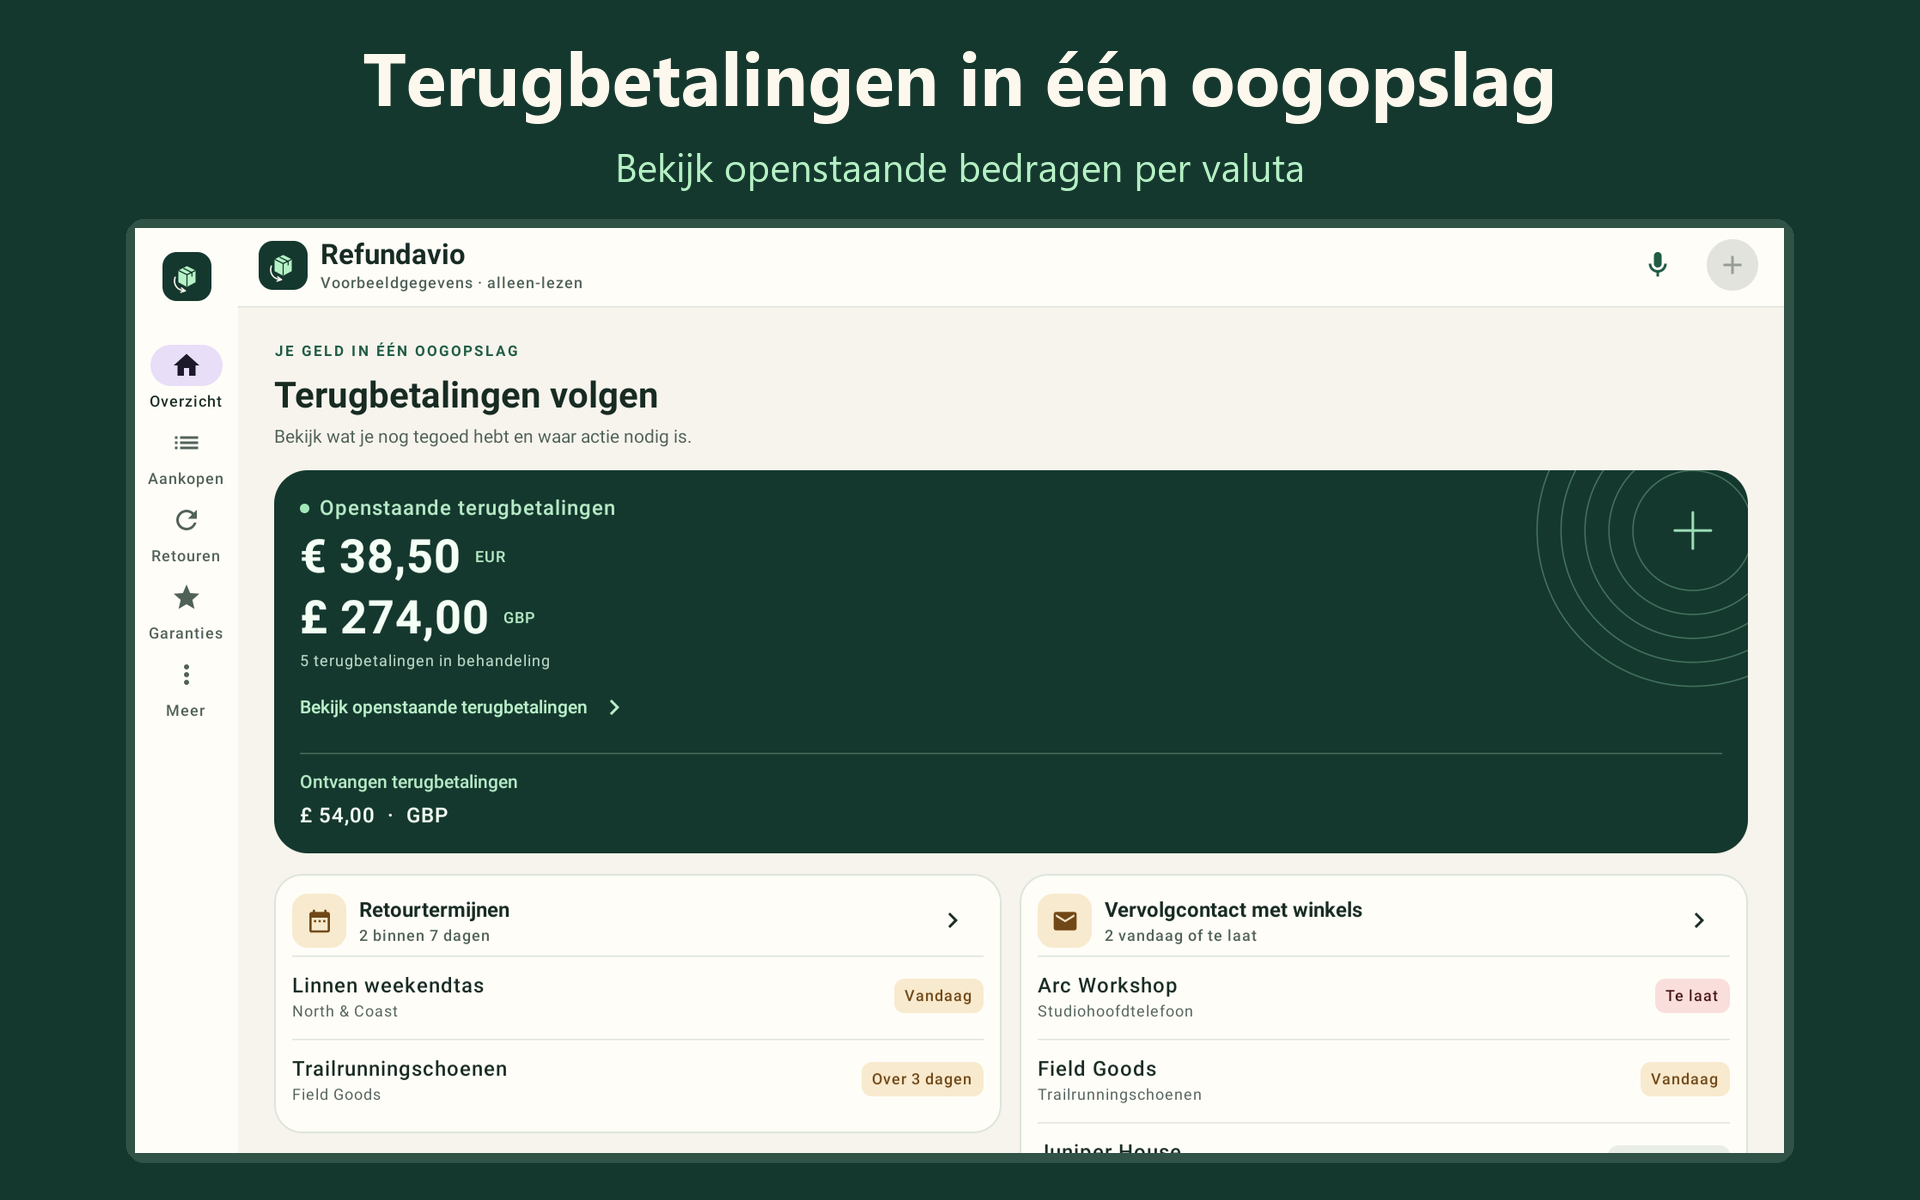 Terugbetalingen in één oogopslag
Bekijk openstaande bedragen per valuta
Refundavio
Voorbeeldgegevens · alleen-lezen
Overzicht
Aankopen
Retouren
Garanties
Meer
JE GELD IN ÉÉN OOGOPSLAG
Terugbetalingen volgen
Bekijk wat je nog tegoed hebt en waar actie nodig is.
Openstaande terugbetalingen
€ 38,50 EUR
£ 274,00 GBP
5 terugbetalingen in behandeling
Bekijk openstaande terugbetalingen
Ontvangen terugbetalingen
£ 54,00 · GBP
Retourtermijnen
2 binnen 7 dagen
Linnen weekendtas
Vandaag
North & Coast
Trailrunningschoenen
Over 3 dagen
Field Goods
Vervolgcontact met winkels
2 vandaag of te laat
Arc Workshop
Te laat
Studiohoofdtelefoon
Field Goods
Vandaag
Trailrunningschoenen
Juniper House